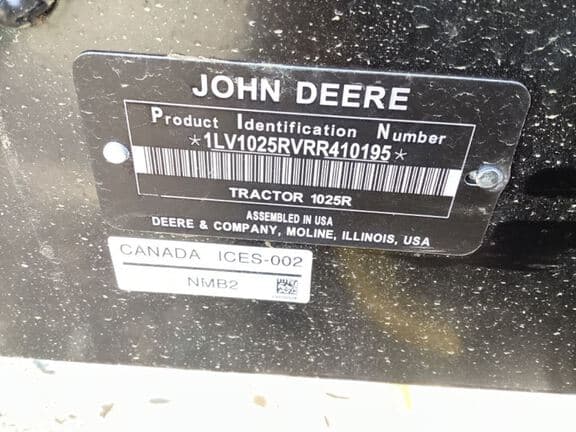 JOHN DEERE
Product Identification Number
*1LV1025RVRR410195*
TRACTOR 1025R
ASSEMBLED IN USA
DEERE & COMPANY, MOLINE, ILLINOIS, USA
CANADA ICES-002
NMB2